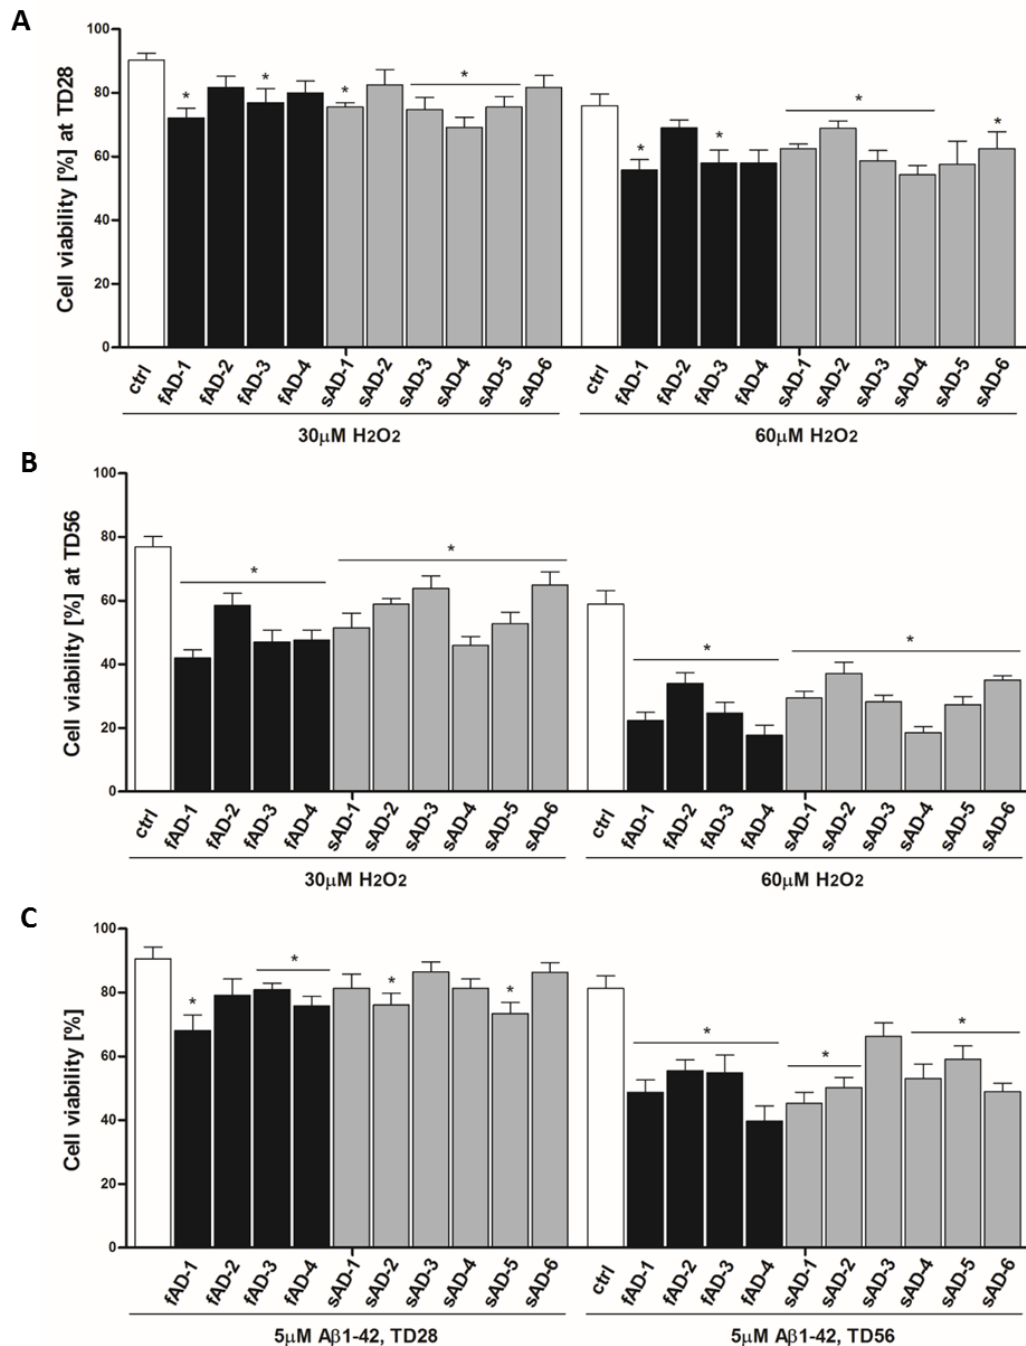 A
Cell viability [%] at TD28
100
80
60
40
20
0
* * * * * * * *
ctrl fAD-1 fAD-2 fAD-3 fAD-4 sAD-1 sAD-2 sAD-3 sAD-4 sAD-5 sAD-6 ctrl fAD-1 fAD-2 fAD-3 fAD-4 sAD-1 sAD-2 sAD-3 sAD-4 sAD-5 sAD-6
30μM H2O2 60μM H2O2
B
Cell viability [%] at TD56
100
80
60
40
20
0
* * * *
ctrl fAD-1 fAD-2 fAD-3 fAD-4 sAD-1 sAD-2 sAD-3 sAD-4 sAD-5 sAD-6 ctrl fAD-1 fAD-2 fAD-3 fAD-4 sAD-1 sAD-2 sAD-3 sAD-4 sAD-5 sAD-6
30μM H2O2 60μM H2O2
C
Cell viability [%]
100
80
60
40
20
0
* * * * * * *
fAD-1 fAD-2 fAD-3 fAD-4 sAD-1 sAD-2 sAD-3 sAD-4 sAD-5 sAD-6 ctrl fAD-1 fAD-2 fAD-3 fAD-4 sAD-1 sAD-2 sAD-3 sAD-4 sAD-5 sAD-6
5μM Aβ1-42, TD28 5μM Aβ1-42, TD56